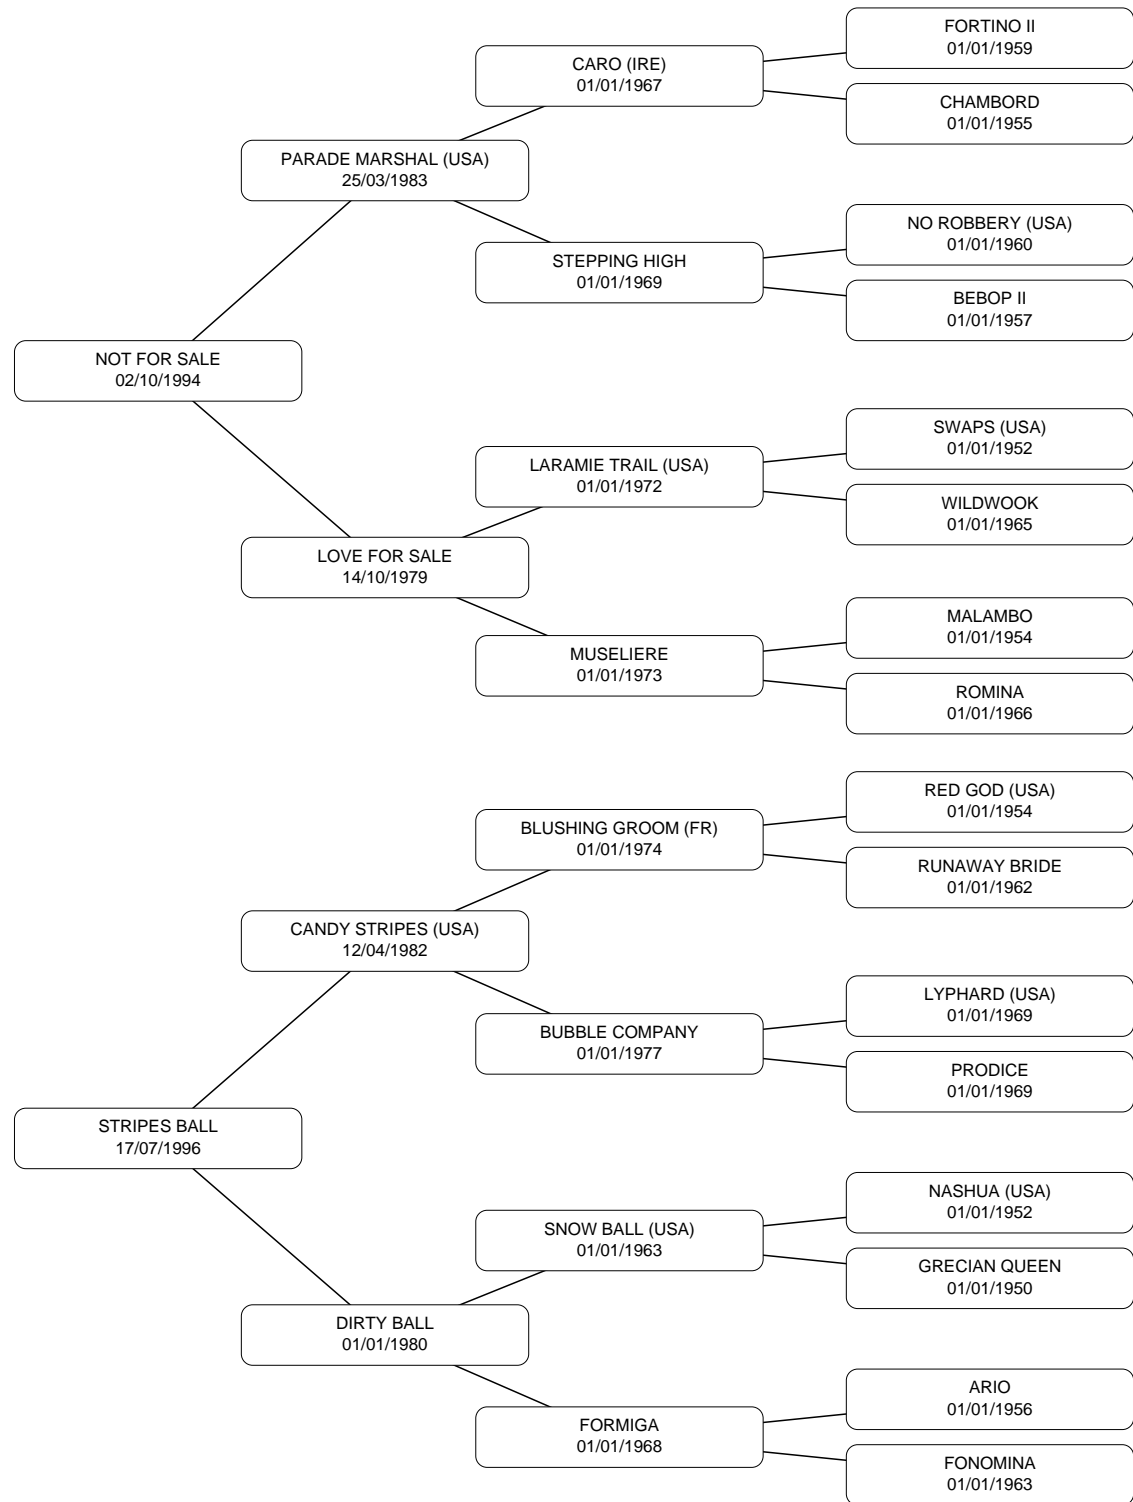 FORTINO II
01/01/1959
CARO (IRE)
01/01/1967
CHAMBORD
01/01/1955
PARADE MARSHAL (USA)
25/03/1983
NO ROBBERY (USA)
01/01/1960
STEPPING HIGH
01/01/1969
BEBOP II
01/01/1957
NOT FOR SALE
02/10/1994
SWAPS (USA)
01/01/1952
LARAMIE TRAIL (USA)
01/01/1972
WILDWOOK
01/01/1965
LOVE FOR SALE
14/10/1979
MALAMBO
01/01/1954
MUSELIERE
01/01/1973
ROMINA
01/01/1966
RED GOD (USA)
01/01/1954
BLUSHING GROOM (FR)
01/01/1974
RUNAWAY BRIDE
01/01/1962
CANDY STRIPES (USA)
12/04/1982
LYPHARD (USA)
01/01/1969
BUBBLE COMPANY
01/01/1977
PRODICE
01/01/1969
STRIPES BALL
17/07/1996
NASHUA (USA)
01/01/1952
SNOW BALL (USA)
01/01/1963
GRECIAN QUEEN
01/01/1950
DIRTY BALL
01/01/1980
ARIO
01/01/1956
FORMIGA
01/01/1968
FONOMINA
01/01/1963